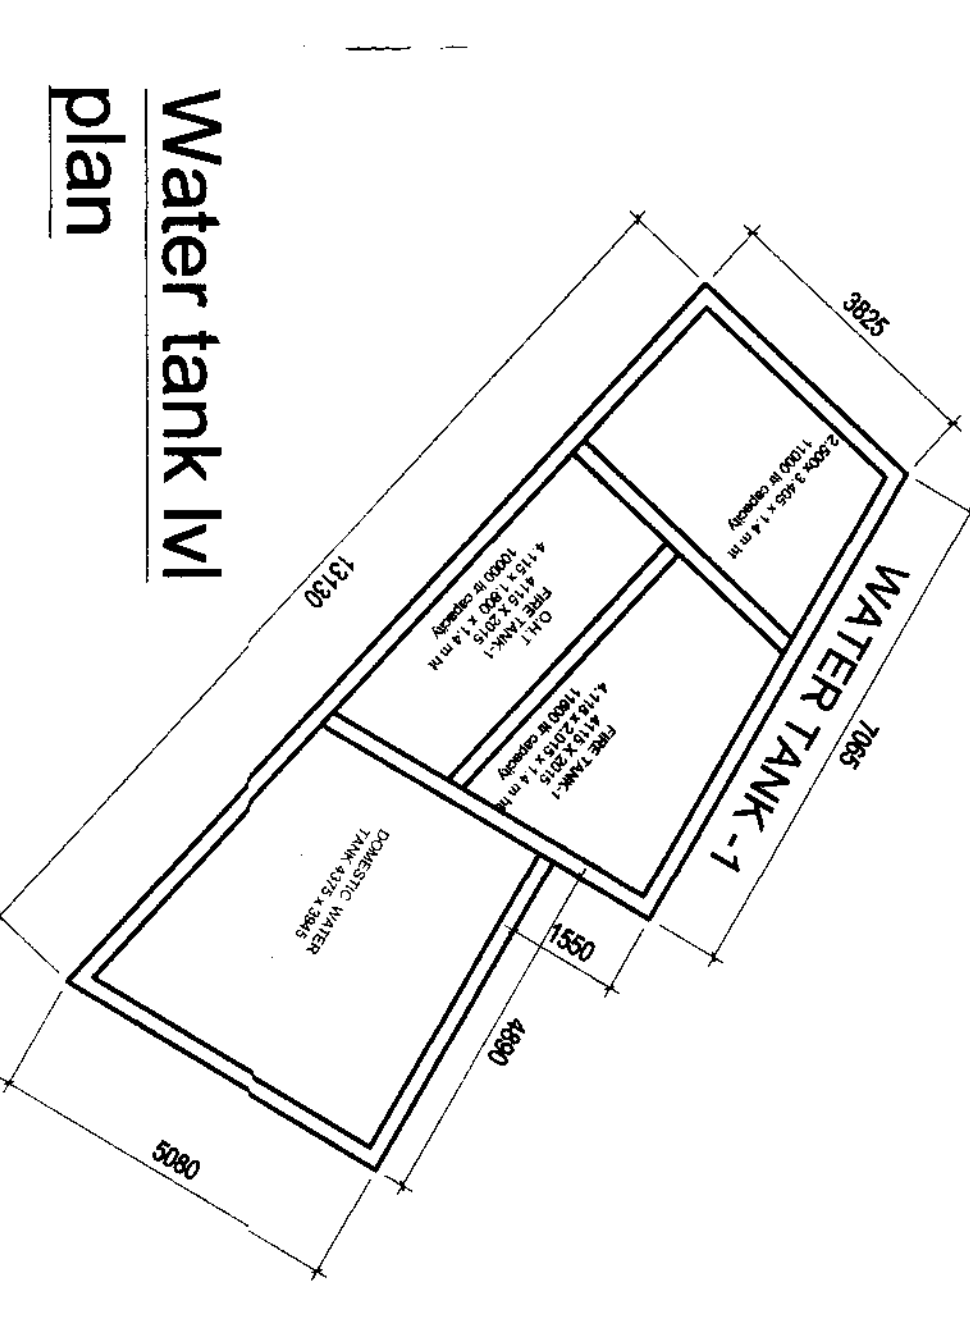 Water tank lvl
plan
3825
2.500x 3.405 x 1.4 m ht
11000 ltr capacity
WATER TANK -1
7065
13130
O.H.T
FIRE TANK-1
4115 X 2015
4.115 x 1.800 x 1.4 m ht
10000 ltr capacity
FIRE TANK-1
4115 X 2015
4.115 x 2.015 x 1.4 m ht
11600 ltr capacity
1550
4890
DOMESTIC WATER
TANK 4375 x 3945
5080